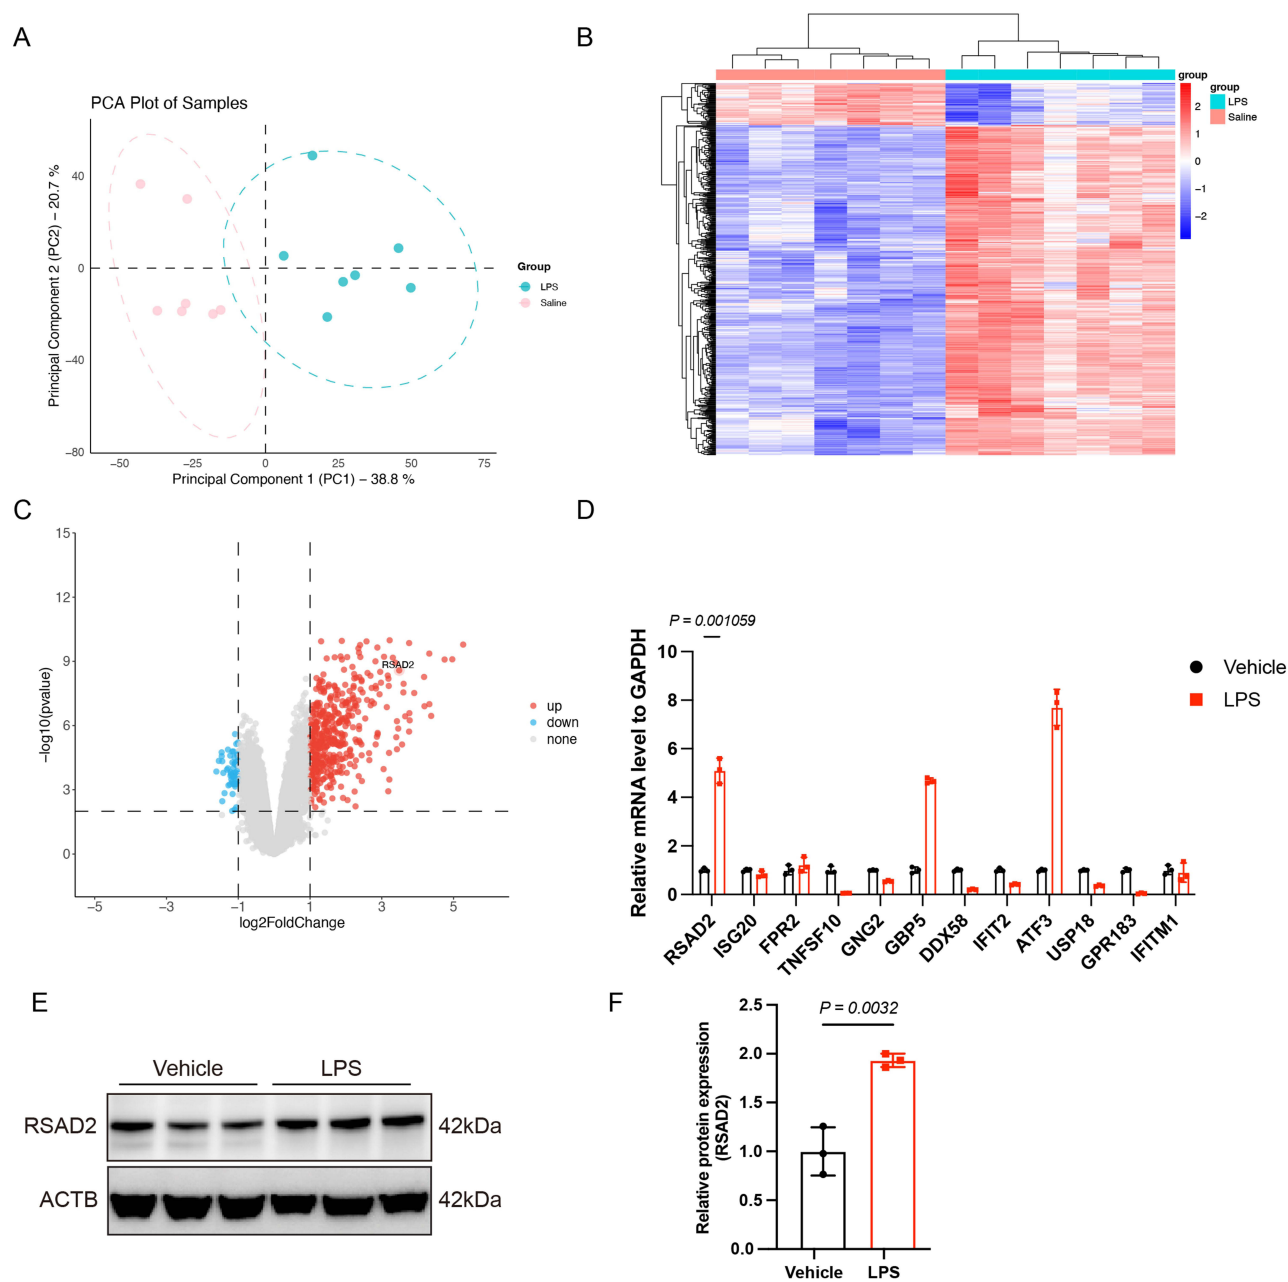 A
PCA Plot of Samples
Principal Component 2 (PC2) – 20.7 %
40
0
−40
−80
−50
−25
0
25
50
75
Principal Component 1 (PC1) – 38.8 %
Group
LPS
Saline
B
group
2
1
0
−1
−2
group
LPS
Saline
C
−log10(pvalue)
15
12
9
6
3
0
RSAD2
−5
−3
−1
1
3
5
log2FoldChange
up
down
none
D
P = 0.001059
Relative mRNA level to GAPDH
10
8
6
4
2
0
RSAD2
ISG20
FPR2
TNFSF10
GNG2
GBP5
DDX58
IFIT2
ATF3
USP18
GPR183
IFITM1
Vehicle
LPS
E
Vehicle LPS
RSAD2 42kDa
ACTB 42kDa
F
P = 0.0032
Relative protein expression
(RSAD2)
2.5
2.0
1.5
1.0
0.5
0.0
Vehicle LPS